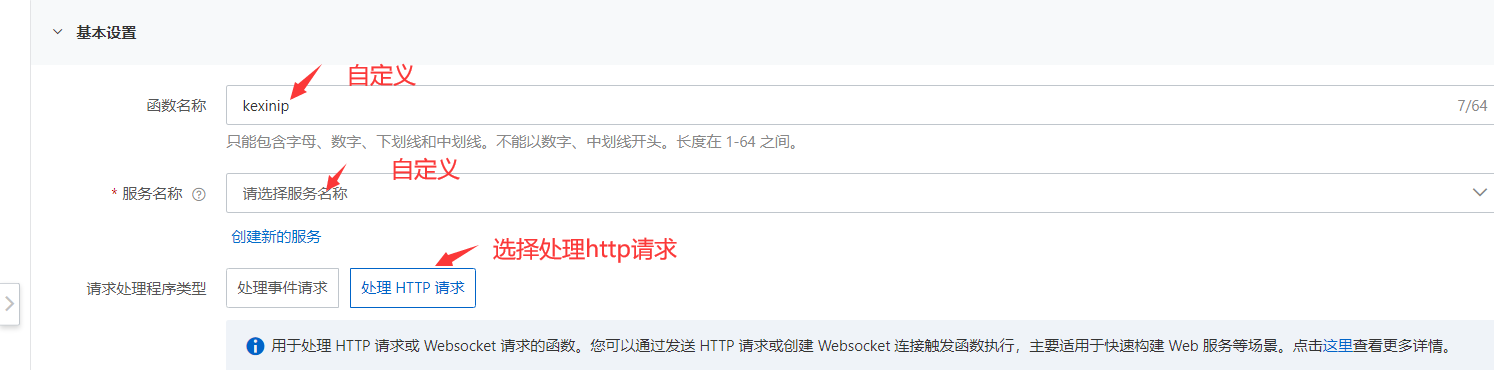 基本设置
自定义
函数名称
kexinip
7/64
只能包含字母、数字、下划线和中划线。不能以数字、中划线开头。长度在 1-64 之间。
自定义
* 服务名称
请选择服务名称
创建新的服务
选择处理http请求
请求处理程序类型
处理事件请求
处理 HTTP 请求
用于处理 HTTP 请求或 Websocket 请求的函数。您可以通过发送 HTTP 请求或创建 Websocket 连接触发函数执行，主要适用于快速构建 Web 服务等场景。点击这里查看更多详情。